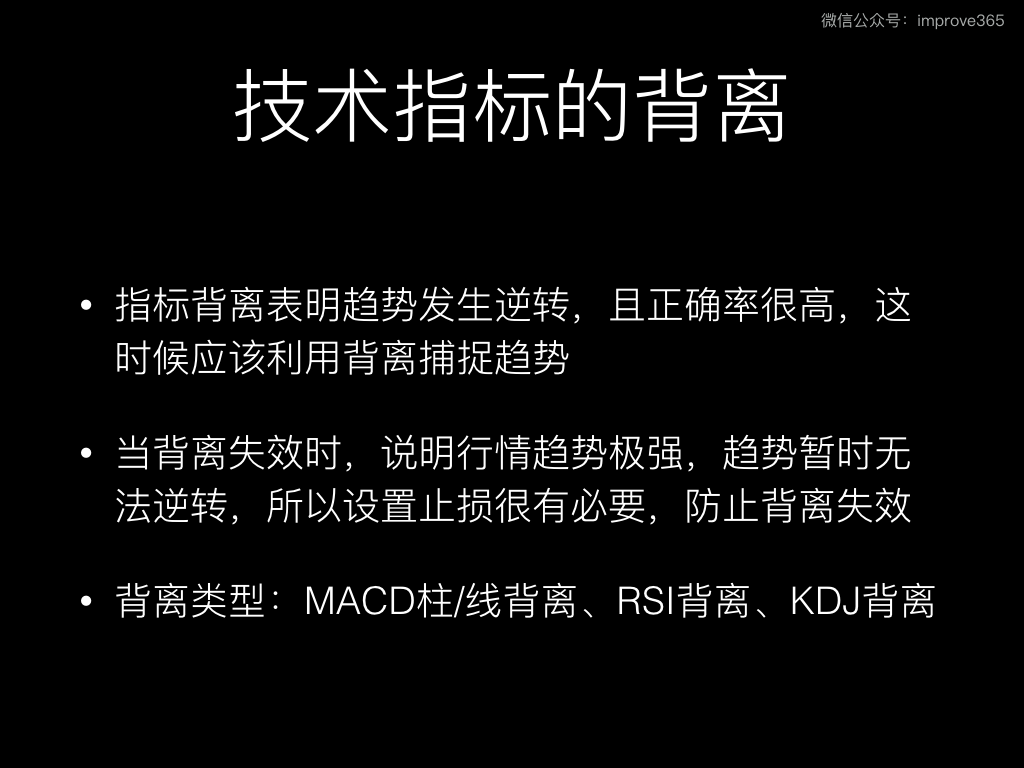 微信公众号：improve365
技术指标的背离
• 指标背离表明趋势发生逆转，且正确率很高，这
时候应该利用背离捕捉趋势
• 当背离失效时，说明行情趋势极强，趋势暂时无
法逆转，所以设置止损很有必要，防止背离失效
• 背离类型：MACD柱/线背离、RSI背离、KDJ背离